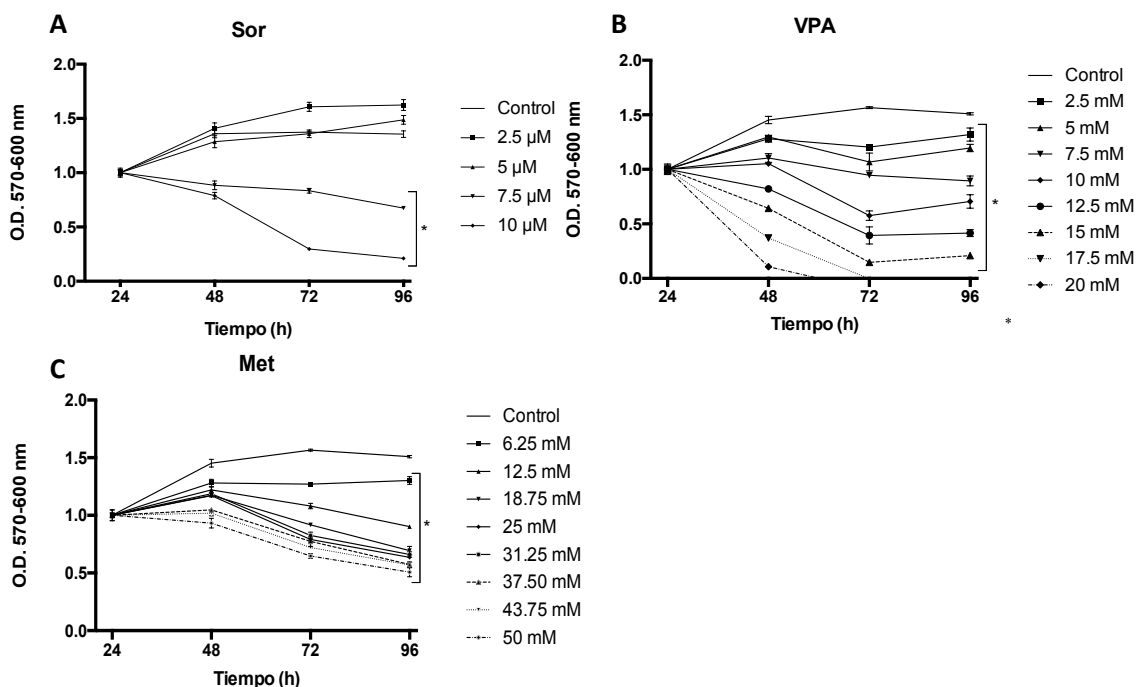 A
Sor
O.D. 570-600 nm
2.0
1.5
1.0
0.5
0.0
24 48 72 96
Tiempo (h)
*
Control
2.5 µM
5 µM
7.5 µM
10 µM
B
VPA
O.D. 570-600 nm
2.0
1.5
1.0
0.5
0.0
24 48 72 96
Tiempo (h)
*
*
Control
2.5 mM
5 mM
7.5 mM
10 mM
12.5 mM
15 mM
17.5 mM
20 mM
C
Met
O.D. 570-600 nm
2.0
1.5
1.0
0.5
0.0
24 48 72 96
Tiempo (h)
*
Control
6.25 mM
12.5 mM
18.75 mM
25 mM
31.25 mM
37.50 mM
43.75 mM
50 mM